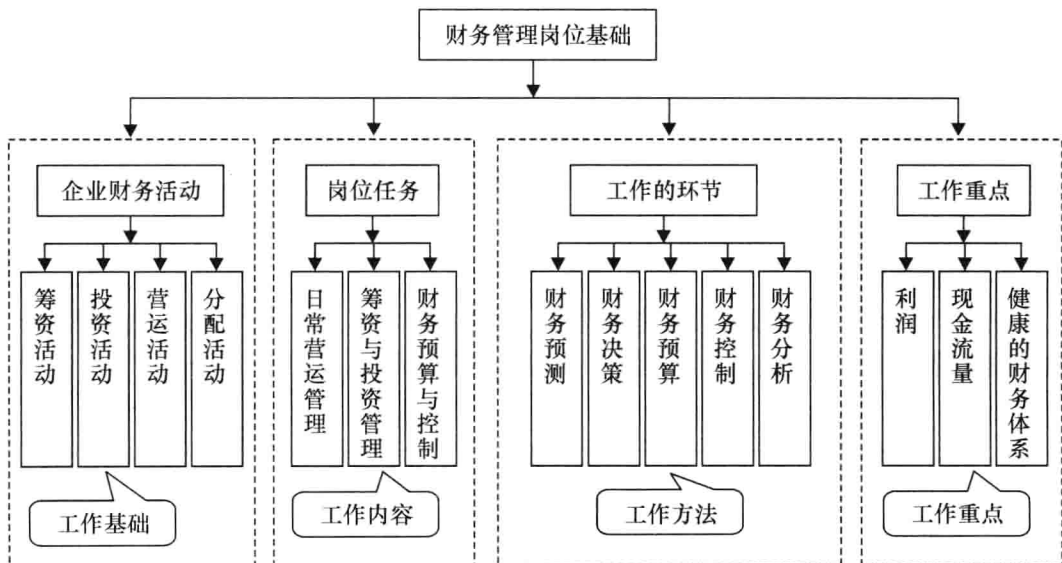 财务管理岗位基础
企业财务活动
岗位任务
工作的环节
工作重点
筹资活动
投资活动
营运活动
分配活动
日常营运管理
筹资与投资管理
财务预算与控制
财务预测
财务决策
财务预算
财务控制
财务分析
利润
现金流量
健康的财务体系
工作基础
工作内容
工作方法
工作重点